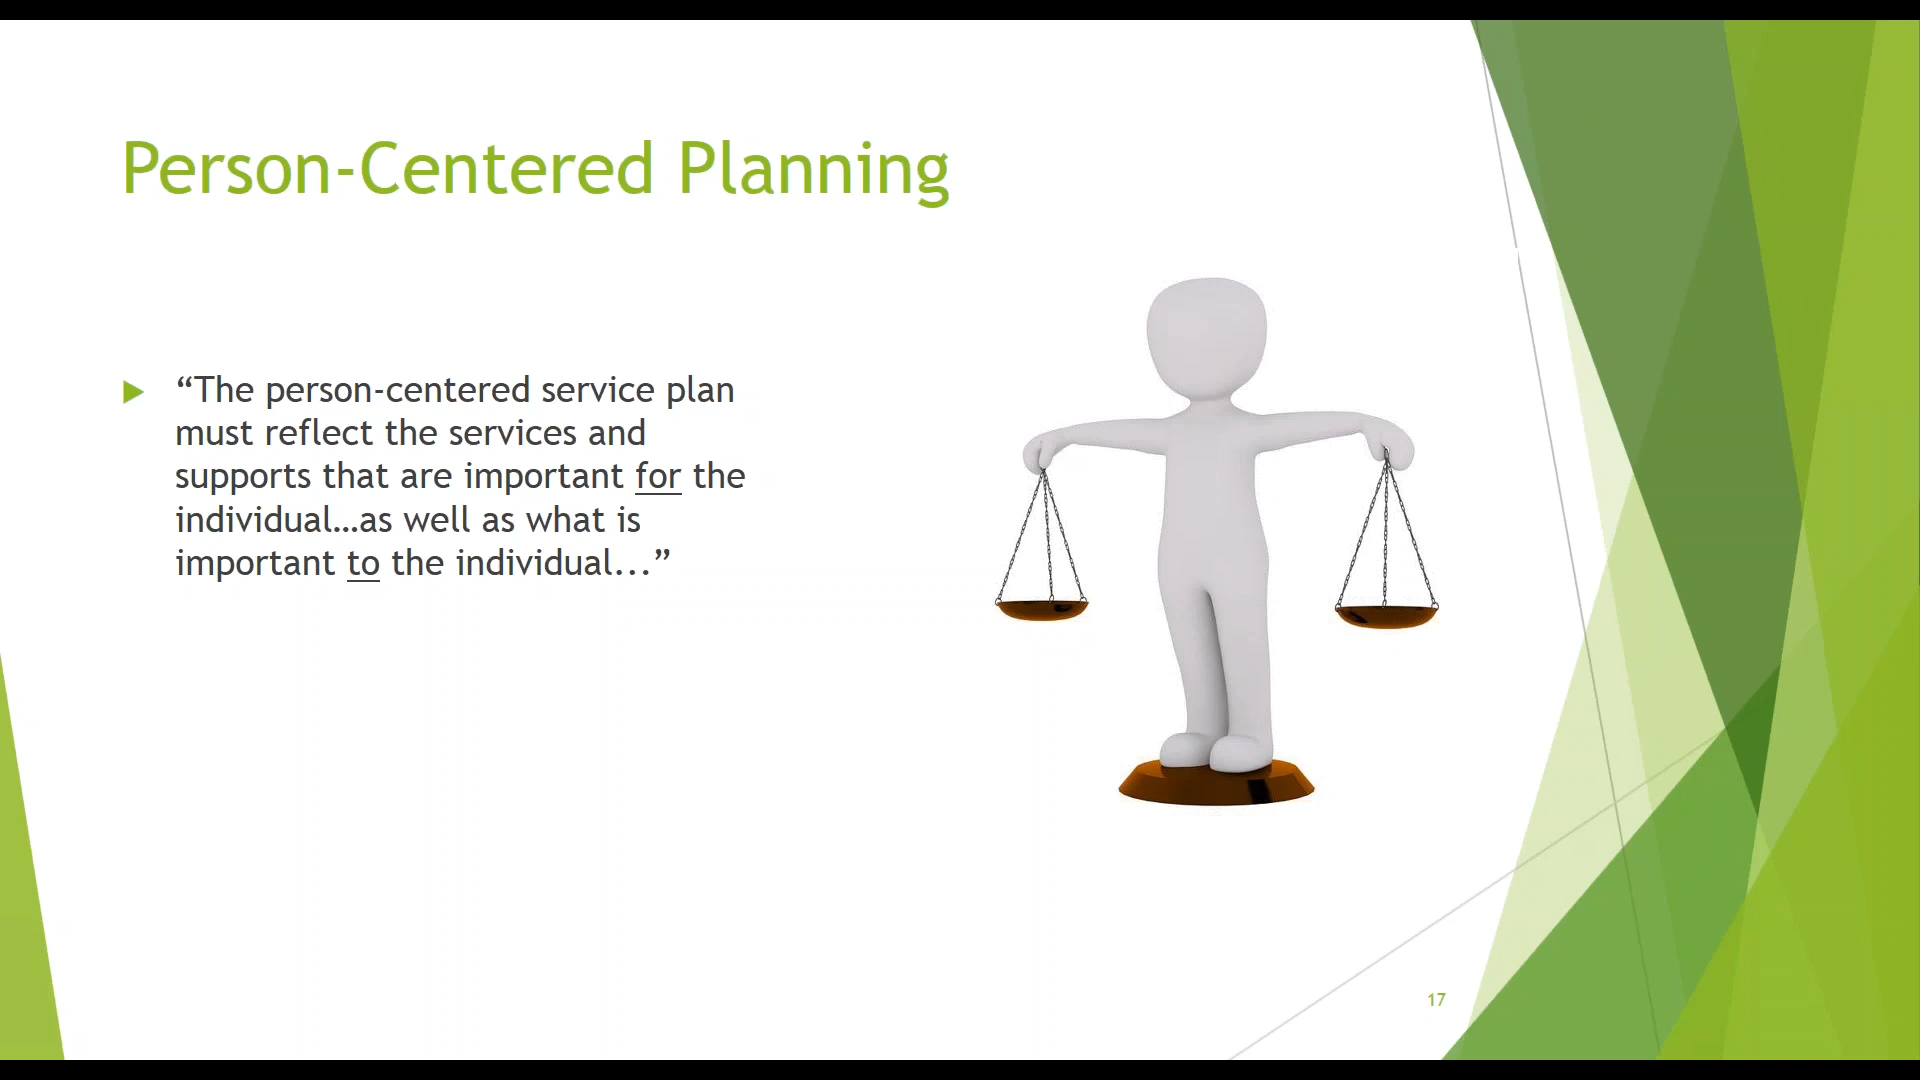 Person-Centered Planning
“The person-centered service plan
must reflect the services and
supports that are important for the
individual…as well as what is
important to the individual...”
17